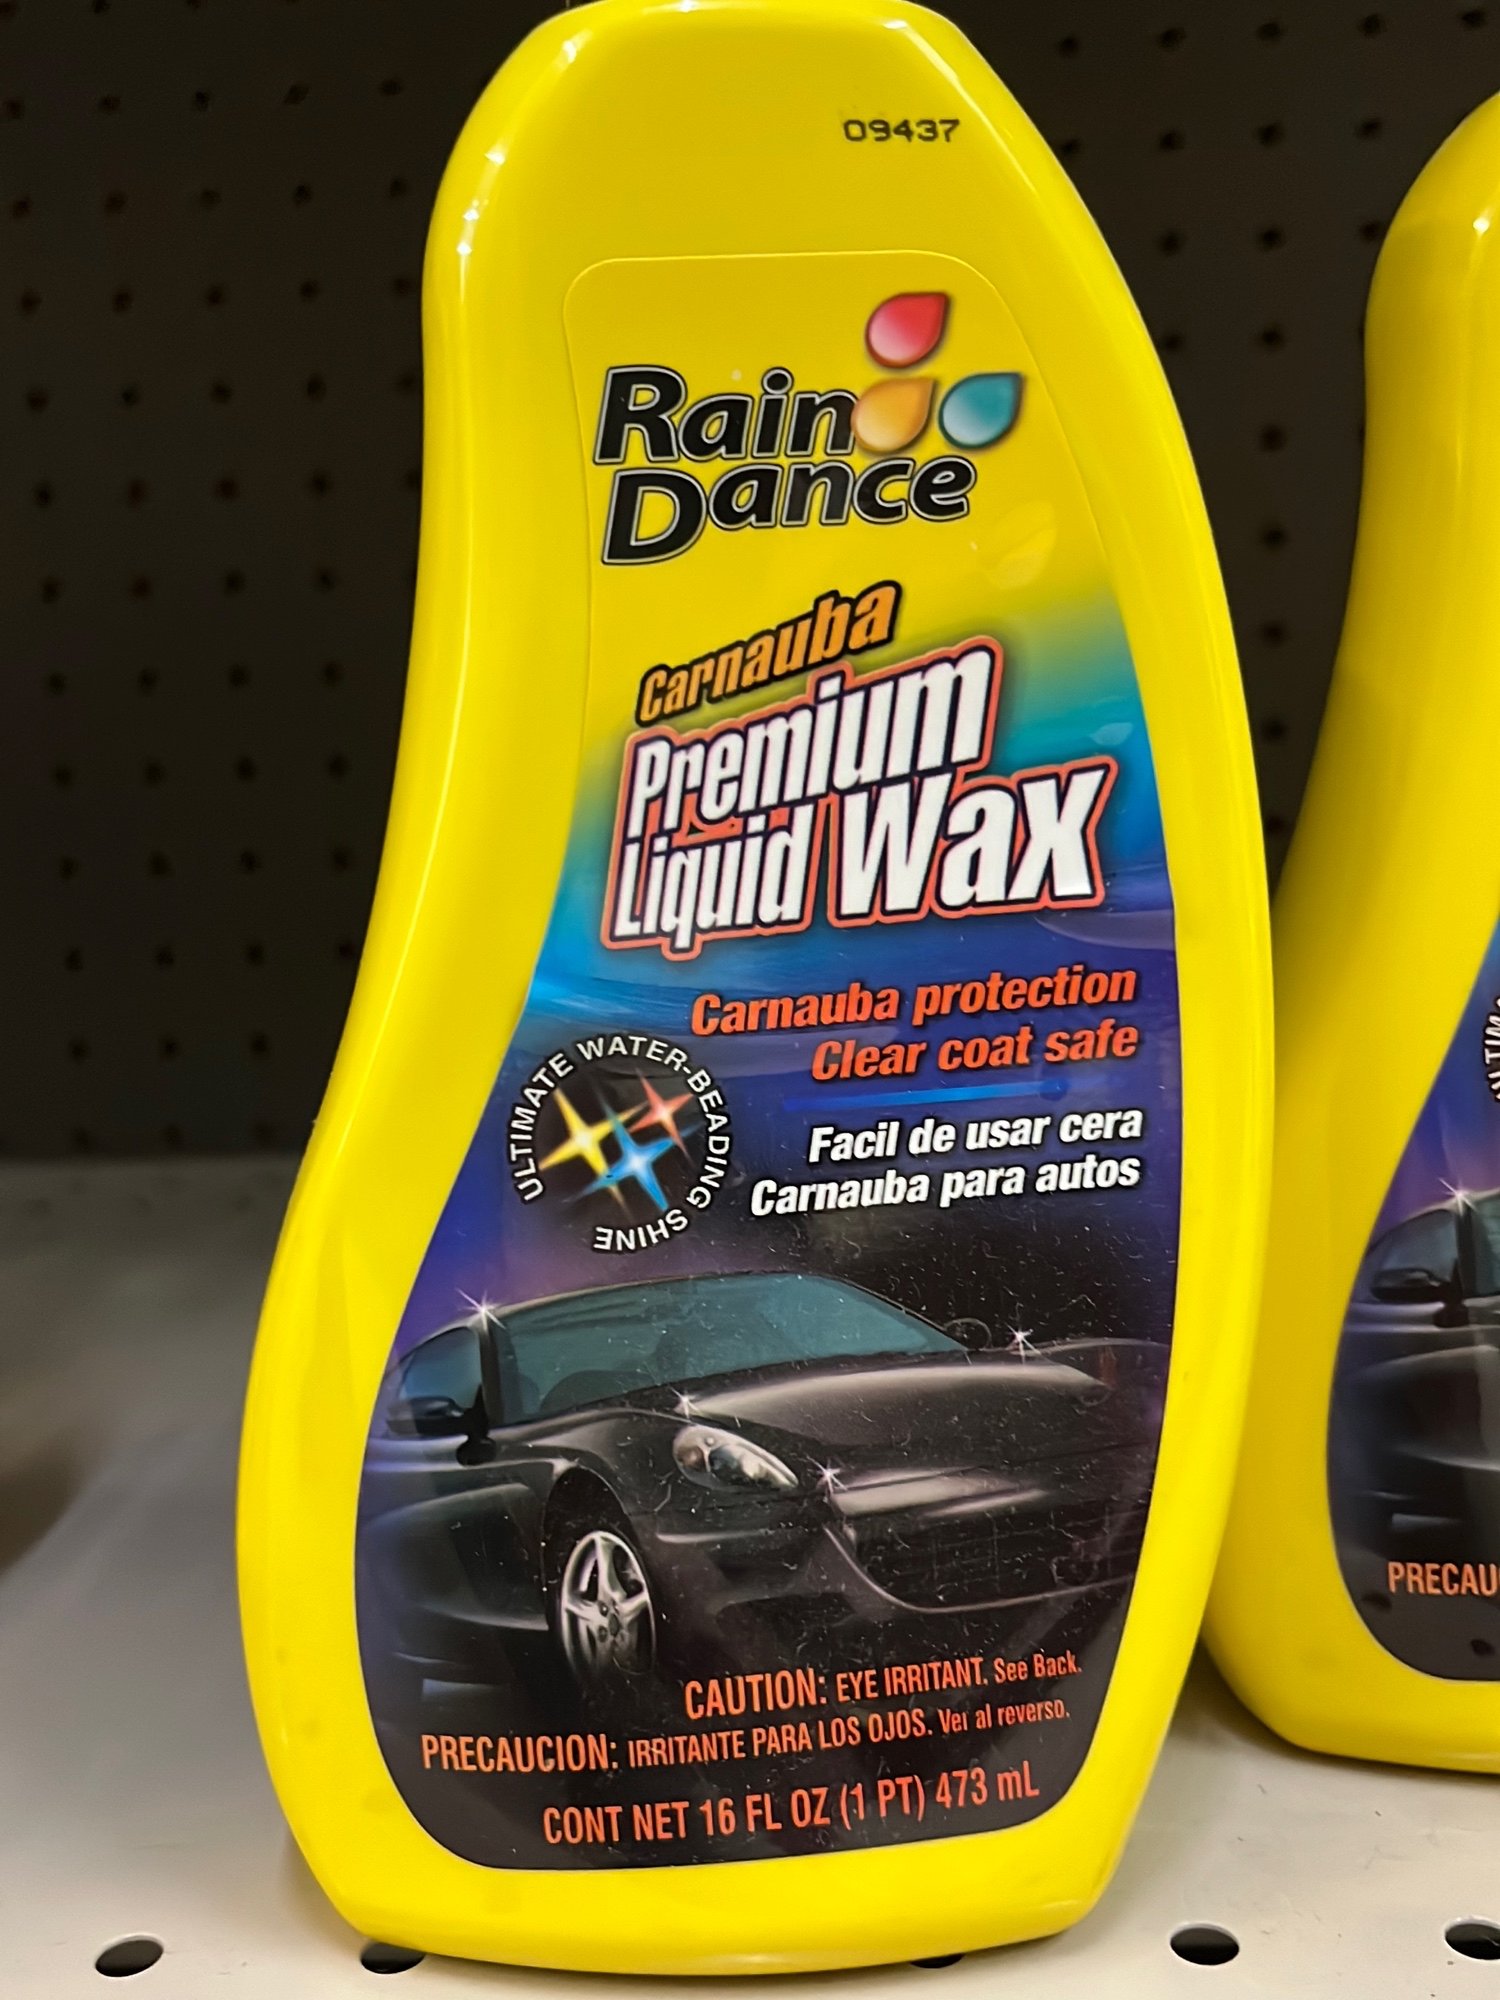 09437
Rain
Dance
Carnauba
Premium
Liquid Wax
Carnauba protection
Clear coat safe
ULTIMATE WATER-BEADING SHINE
Facil de usar cera
Carnauba para autos
CAUTION: EYE IRRITANT. See Back.
PRECAUCION: IRRITANTE PARA LOS OJOS. Ver al reverso.
CONT NET 16 FL OZ (1 PT) 473 mL
PRECAU